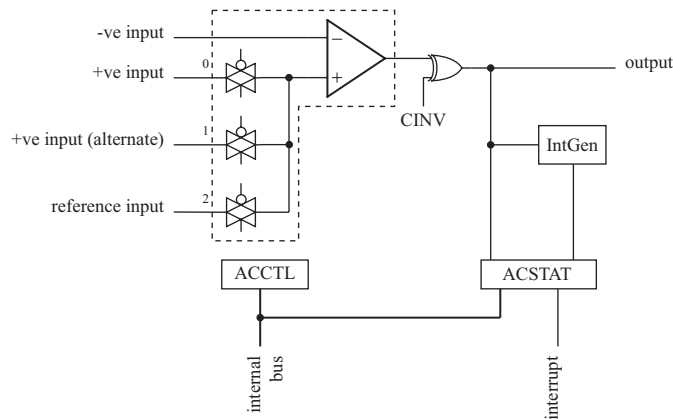 -ve input
0
+ve input
1
+ve input (alternate)
2
reference input
−
+
CINV
output
IntGen
ACCTL
ACSTAT
internal
bus
interrupt